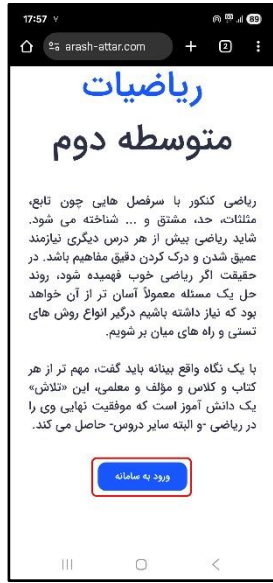 17:57
89
arash-attar.com
2
ریاضیات
متوسطه دوم
ریاضی کنکور با سرفصل هایی چون تابع،
مثلثات، حد، مشتق و ... شناخته می شود.
شاید ریاضی بیش از هر درس دیگری نیازمند
عمیق شدن و درک کردن دقیق مفاهیم باشد. در
حقیقت اگر ریاضی خوب فهمیده شود، روند
حل یک مسئله معمولاً آسان تر از آن خواهد
بود که نیاز داشته باشیم درگیر انواع روش های
تستی و راه های میان بر شویم.
با یک نگاه واقع بینانه باید گفت، مهم تر از هر
کتاب و کلاس و مؤلف و معلمی، این «تلاش»
یک دانش آموز است که موفقیت نهایی وی را
در ریاضی -و البته سایر دروس- حاصل می کند.
ورود به سامانه